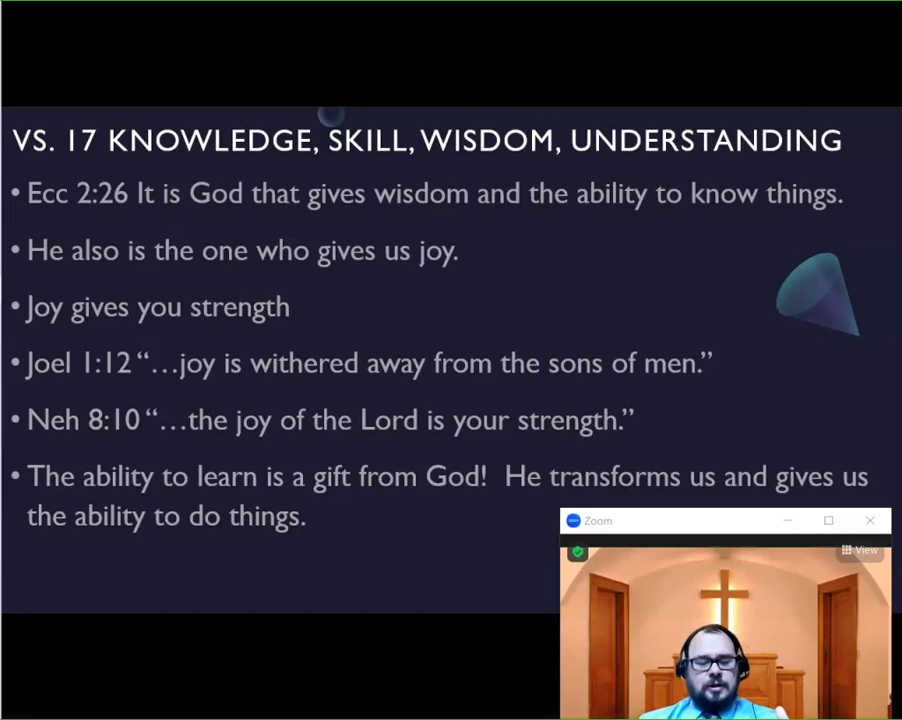 VS. 17 KNOWLEDGE, SKILL, WISDOM, UNDERSTANDING
• Ecc 2:26 It is God that gives wisdom and the ability to know things.
• He also is the one who gives us joy.
• Joy gives you strength
• Joel 1:12 “…joy is withered away from the sons of men.”
• Neh 8:10 “…the joy of the Lord is your strength.”
• The ability to learn is a gift from God!  He transforms us and gives us
the ability to do things.
Zoom
View